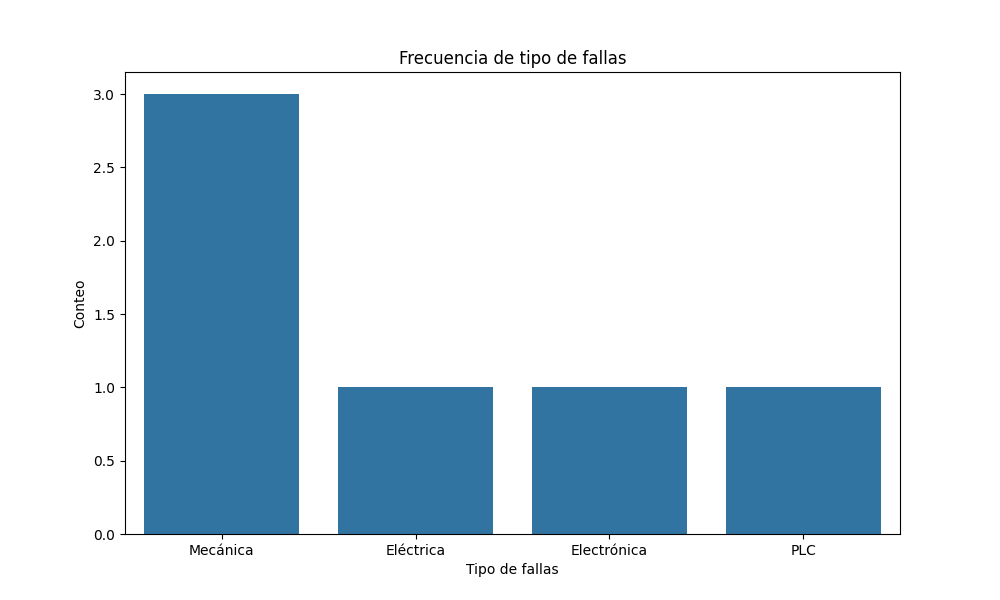 Frecuencia de tipo de fallas
3.0
2.5
2.0
1.5
1.0
0.5
0.0
Conteo
Mecánica Eléctrica Electrónica PLC
Tipo de fallas